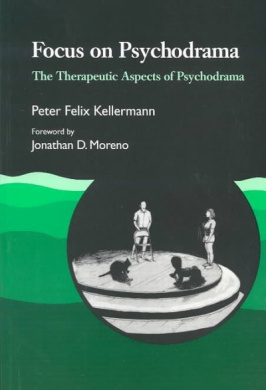 Focus on Psychodrama
The Therapeutic Aspects of Psychodrama
Peter Felix Kellermann
Foreword by
Jonathan D. Moreno